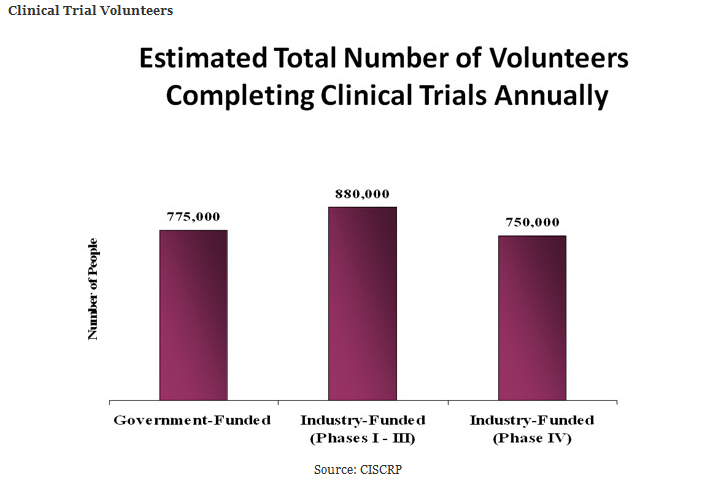 Clinical Trial Volunteers
Estimated Total Number of Volunteers
Completing Clinical Trials Annually
880,000
775,000
750,000
Number of People
Government-Funded
Industry-Funded
(Phases I - III)
Industry-Funded
(Phase IV)
Source: CISCRP